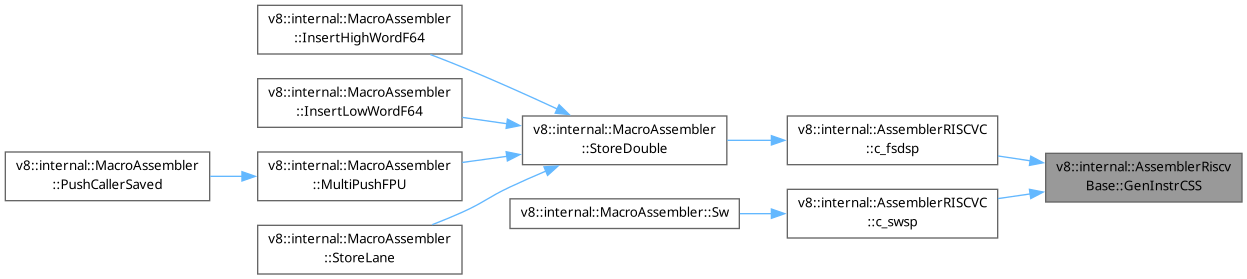 v8::internal::MacroAssembler
::InsertHighWordF64
v8::internal::MacroAssembler
::InsertLowWordF64
v8::internal::MacroAssembler
::StoreDouble
v8::internal::AssemblerRISCVC
::c_fsdsp
v8::internal::MacroAssembler
::PushCallerSaved
v8::internal::MacroAssembler
::MultiPushFPU
v8::internal::AssemblerRiscv
Base::GenInstrCSS
v8::internal::MacroAssembler::Sw
v8::internal::AssemblerRISCVC
::c_swsp
v8::internal::MacroAssembler
::StoreLane